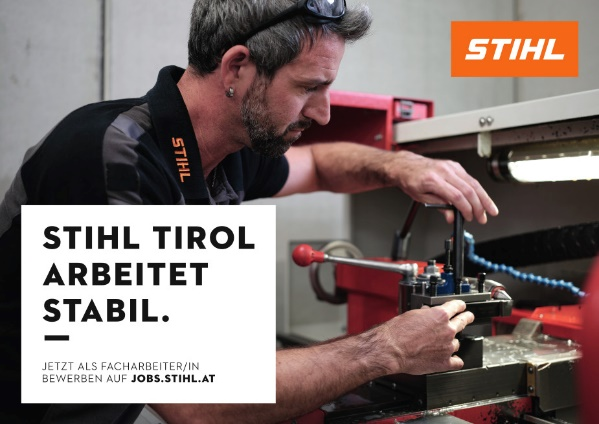 STIHL
STIHL
STIHL TIROL
ARBEITET
STABIL.
JETZT ALS FACHARBEITER/IN
BEWERBEN AUF JOBS.STIHL.AT